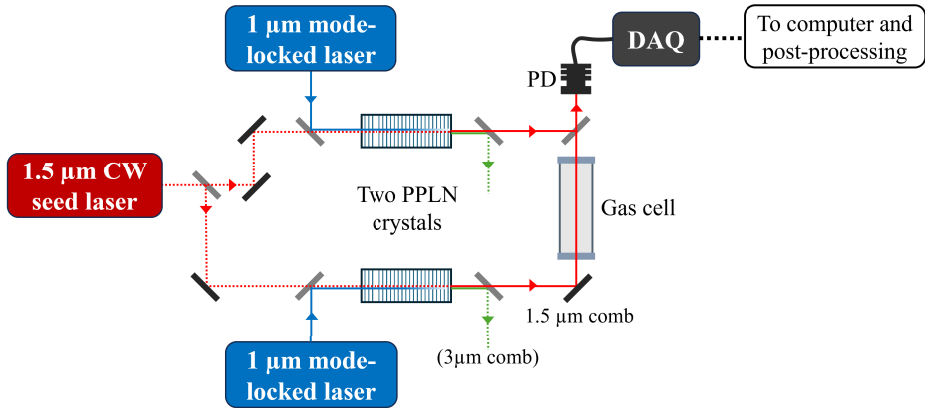 1 µm mode-
locked laser
DAQ
To computer and
post-processing
PD
1.5 µm CW
seed laser
Two PPLN
crystals
Gas cell
1.5 µm comb
(3µm comb)
1 µm mode-
locked laser